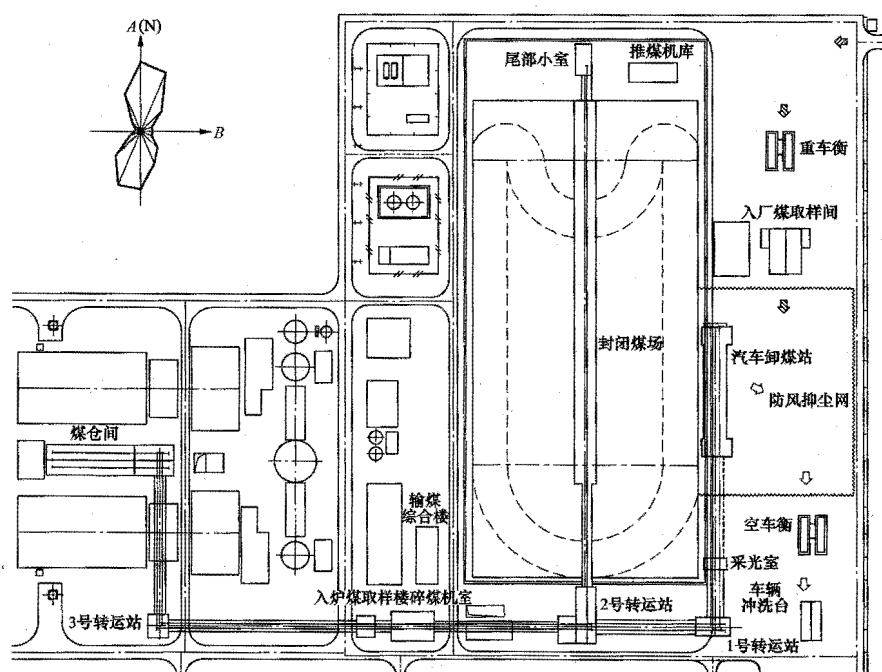 A(N)
B
尾部小室
推煤机库
重车衡
入厂煤取样间
封闭煤场
汽车卸煤站
防风抑尘网
煤仓间
输煤
综合楼
空车衡
采光室
入炉煤取样楼碎煤机室
2号转运站
车辆
冲洗台
3号转运站
1号转运站